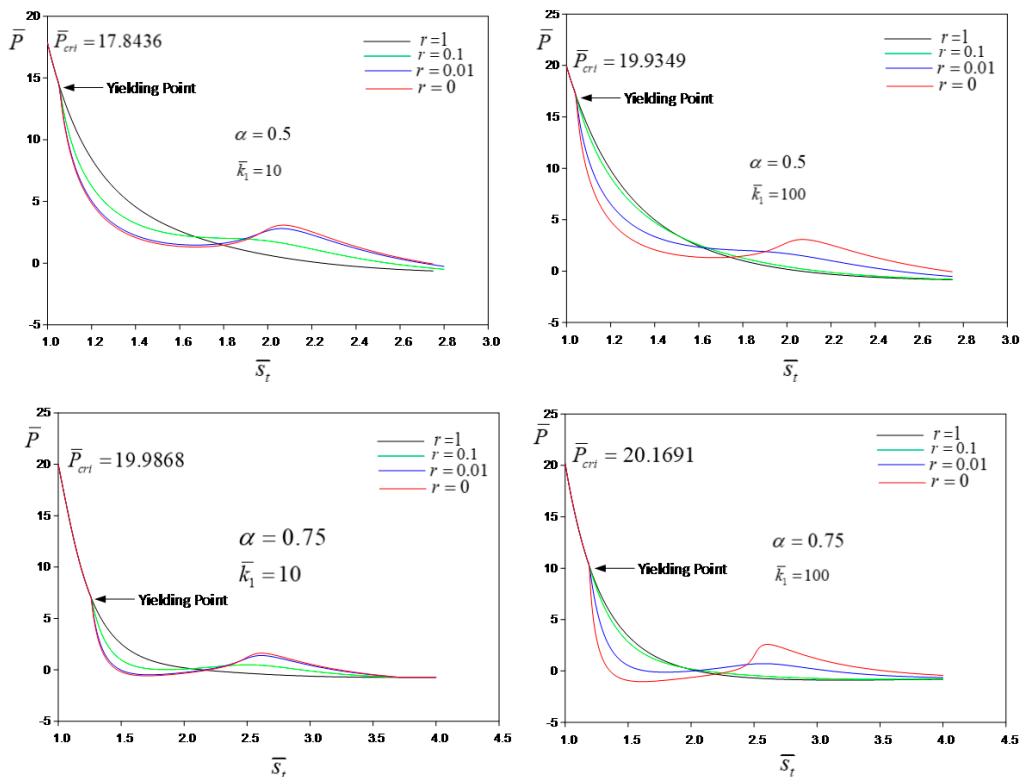 20
15
10
5
0
-5
P̄
P̄cri = 17.8436
r = 1
r = 0.1
r = 0.01
r = 0
Yielding Point
α = 0.5
k̄₁ = 10
1.0 1.2 1.4 1.6 1.8 2.0 2.2 2.4 2.6 2.8 3.0
s̄t
25
20
15
10
5
0
-5
P̄
P̄cri = 19.9349
r = 1
r = 0.1
r = 0.01
r = 0
Yielding Point
α = 0.5
k̄₁ = 100
1.0 1.2 1.4 1.6 1.8 2.0 2.2 2.4 2.6 2.8
s̄t
25
20
15
10
5
0
-5
P̄
P̄cri = 19.9868
r = 1
r = 0.1
r = 0.01
r = 0
α = 0.75
k̄₁ = 10
Yielding Point
1.0 1.5 2.0 2.5 3.0 3.5 4.0 4.5
s̄t
25
20
15
10
5
0
-5
P̄
P̄cri = 20.1691
r = 1
r = 0.1
r = 0.01
r = 0
α = 0.75
Yielding Point
k̄₁ = 100
1.0 1.5 2.0 2.5 3.0 3.5 4.0 4.5
s̄t